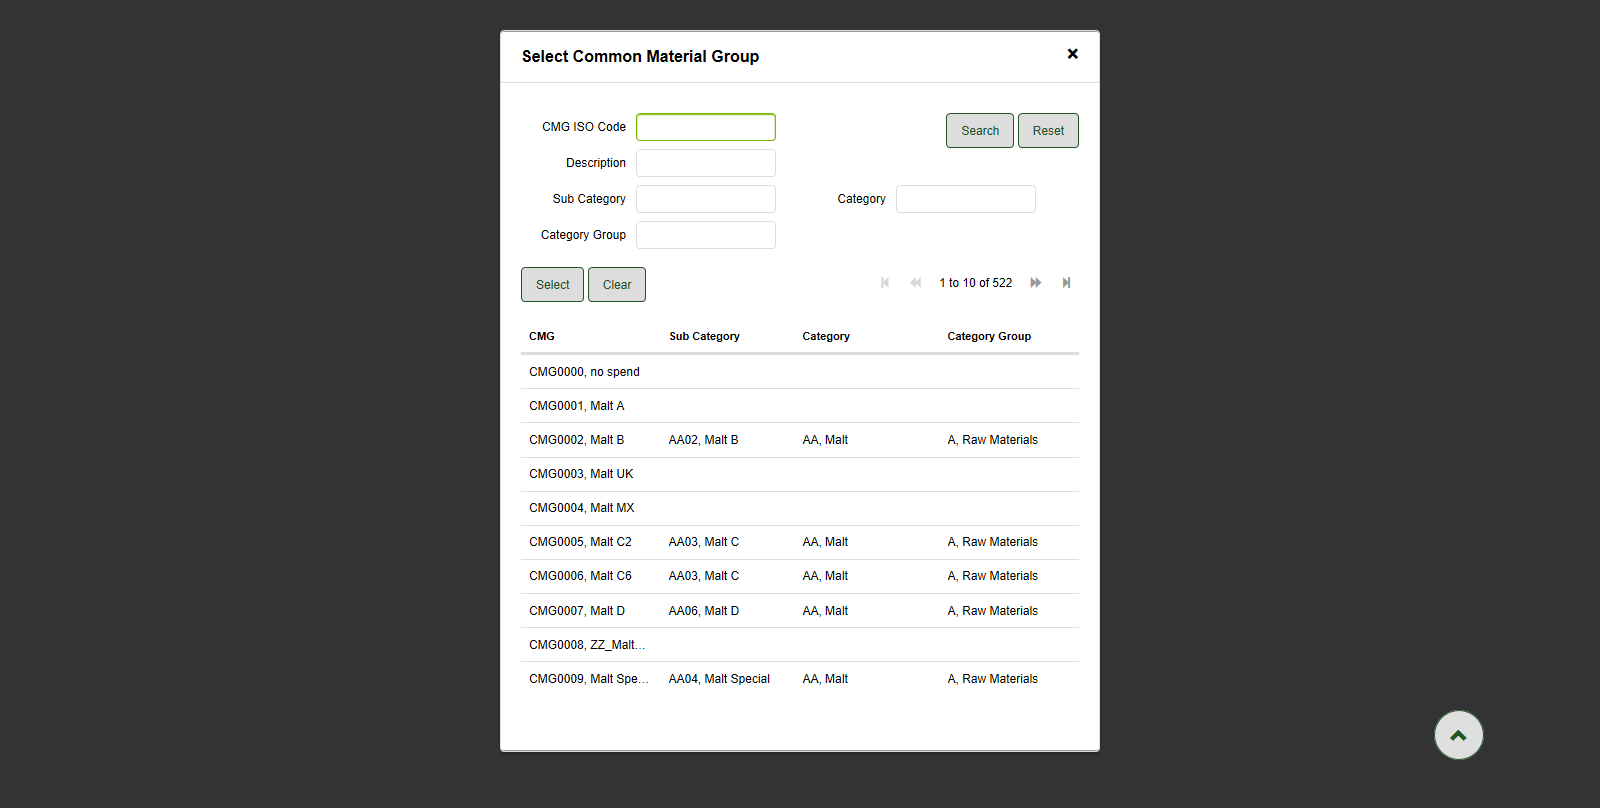 Select Common Material Group
CMG ISO Code
Search Reset
Description
Sub Category Category
Category Group
Select Clear 1 to 10 of 522
CMG Sub Category Category Category Group
CMG0000, no spend
CMG0001, Malt A
CMG0002, Malt B AA02, Malt B AA, Malt A, Raw Materials
CMG0003, Malt UK
CMG0004, Malt MX
CMG0005, Malt C2 AA03, Malt C AA, Malt A, Raw Materials
CMG0006, Malt C6 AA03, Malt C AA, Malt A, Raw Materials
CMG0007, Malt D AA06, Malt D AA, Malt A, Raw Materials
CMG0008, ZZ_Malt...
CMG0009, Malt Spe... AA04, Malt Special AA, Malt A, Raw Materials